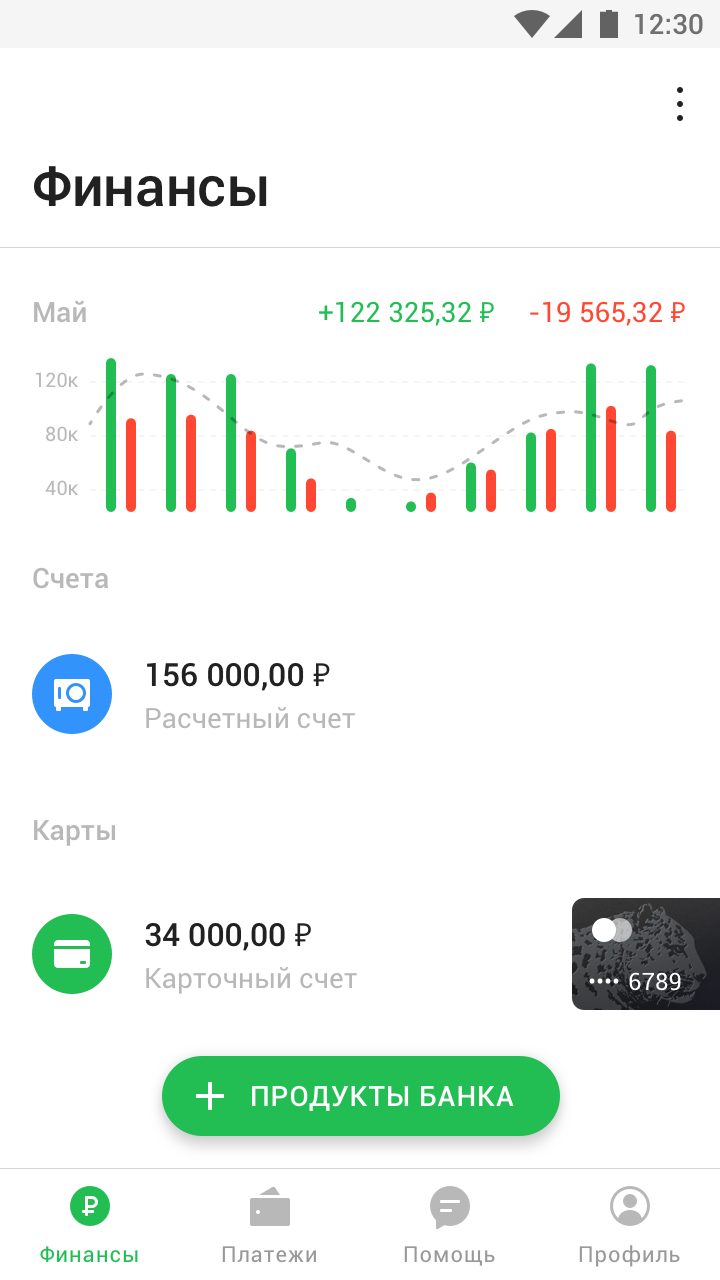 12:30
Финансы
Май +122 325,32 ₽ -19 565,32 ₽
120к
80к
40к
Счета
156 000,00 ₽
Расчетный счет
Карты
34 000,00 ₽
Карточный счет
•••• 6789
ПРОДУКТЫ БАНКА
Финансы Платежи Помощь Профиль